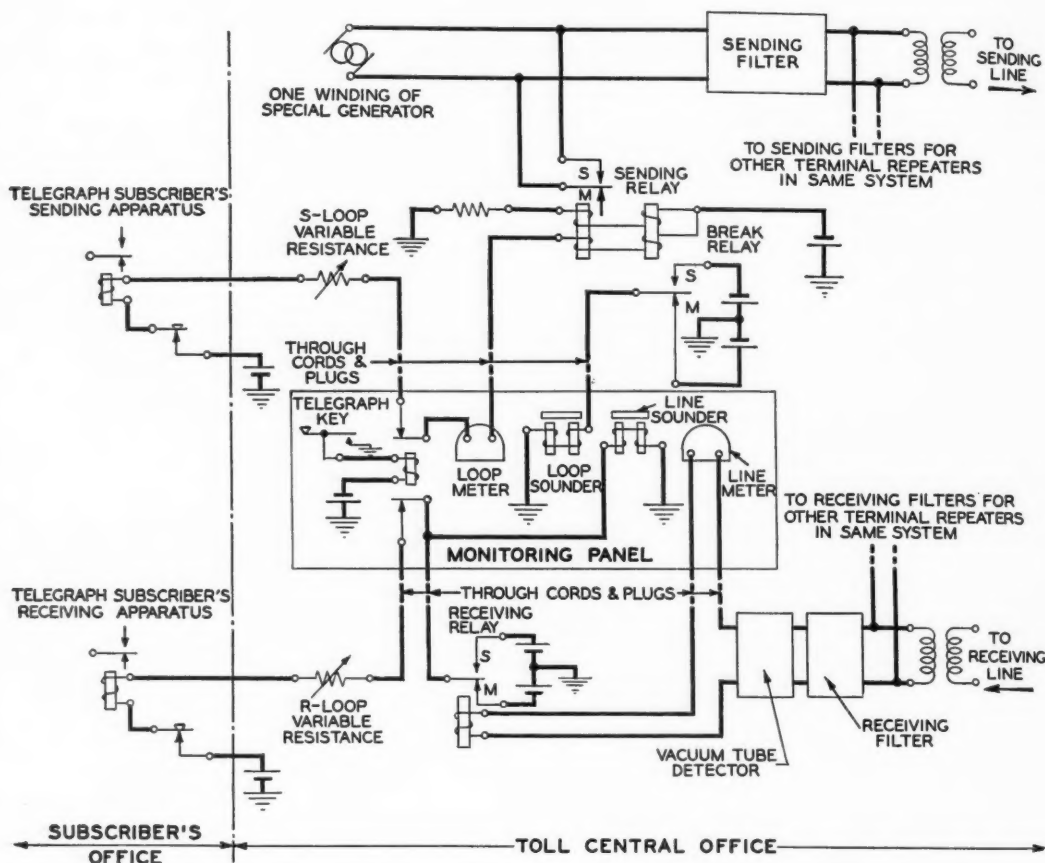 ONE WINDING OF
SPECIAL GENERATOR
SENDING
FILTER
TO
SENDING
LINE
TO SENDING FILTERS FOR
OTHER TERMINAL REPEATERS
IN SAME SYSTEM
TELEGRAPH SUBSCRIBER'S
SENDING APPARATUS
S-LOOP
VARIABLE
RESISTANCE
S
M
SENDING
RELAY
BREAK
RELAY
S
M
THROUGH
CORDS &
PLUGS
TELEGRAPH
KEY
LOOP
METER
LOOP
SOUNDER
LINE
SOUNDER
LINE
METER
MONITORING PANEL
TO RECEIVING FILTERS FOR
OTHER TERMINAL REPEATERS
IN SAME SYSTEM
TELEGRAPH SUBSCRIBER'S
RECEIVING APPARATUS
THROUGH CORDS & PLUGS
RECEIVING
RELAY
S
M
R-LOOP
VARIABLE
RESISTANCE
TO
RECEIVING
LINE
VACUUM TUBE
DETECTOR
RECEIVING
FILTER
SUBSCRIBER'S
OFFICE
TOLL CENTRAL OFFICE